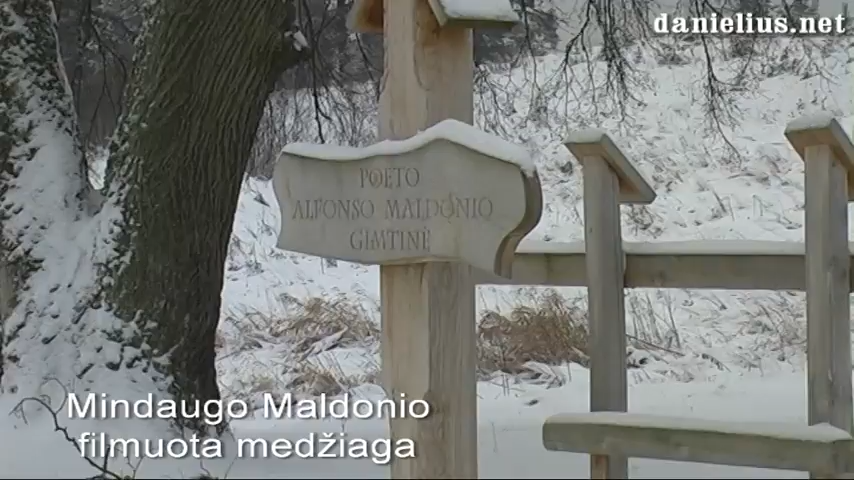 danielius.net
POETO
ALFONSO MALDONIO
GIMTINĖ
Mindaugo Maldonio
filmuota medžiaga